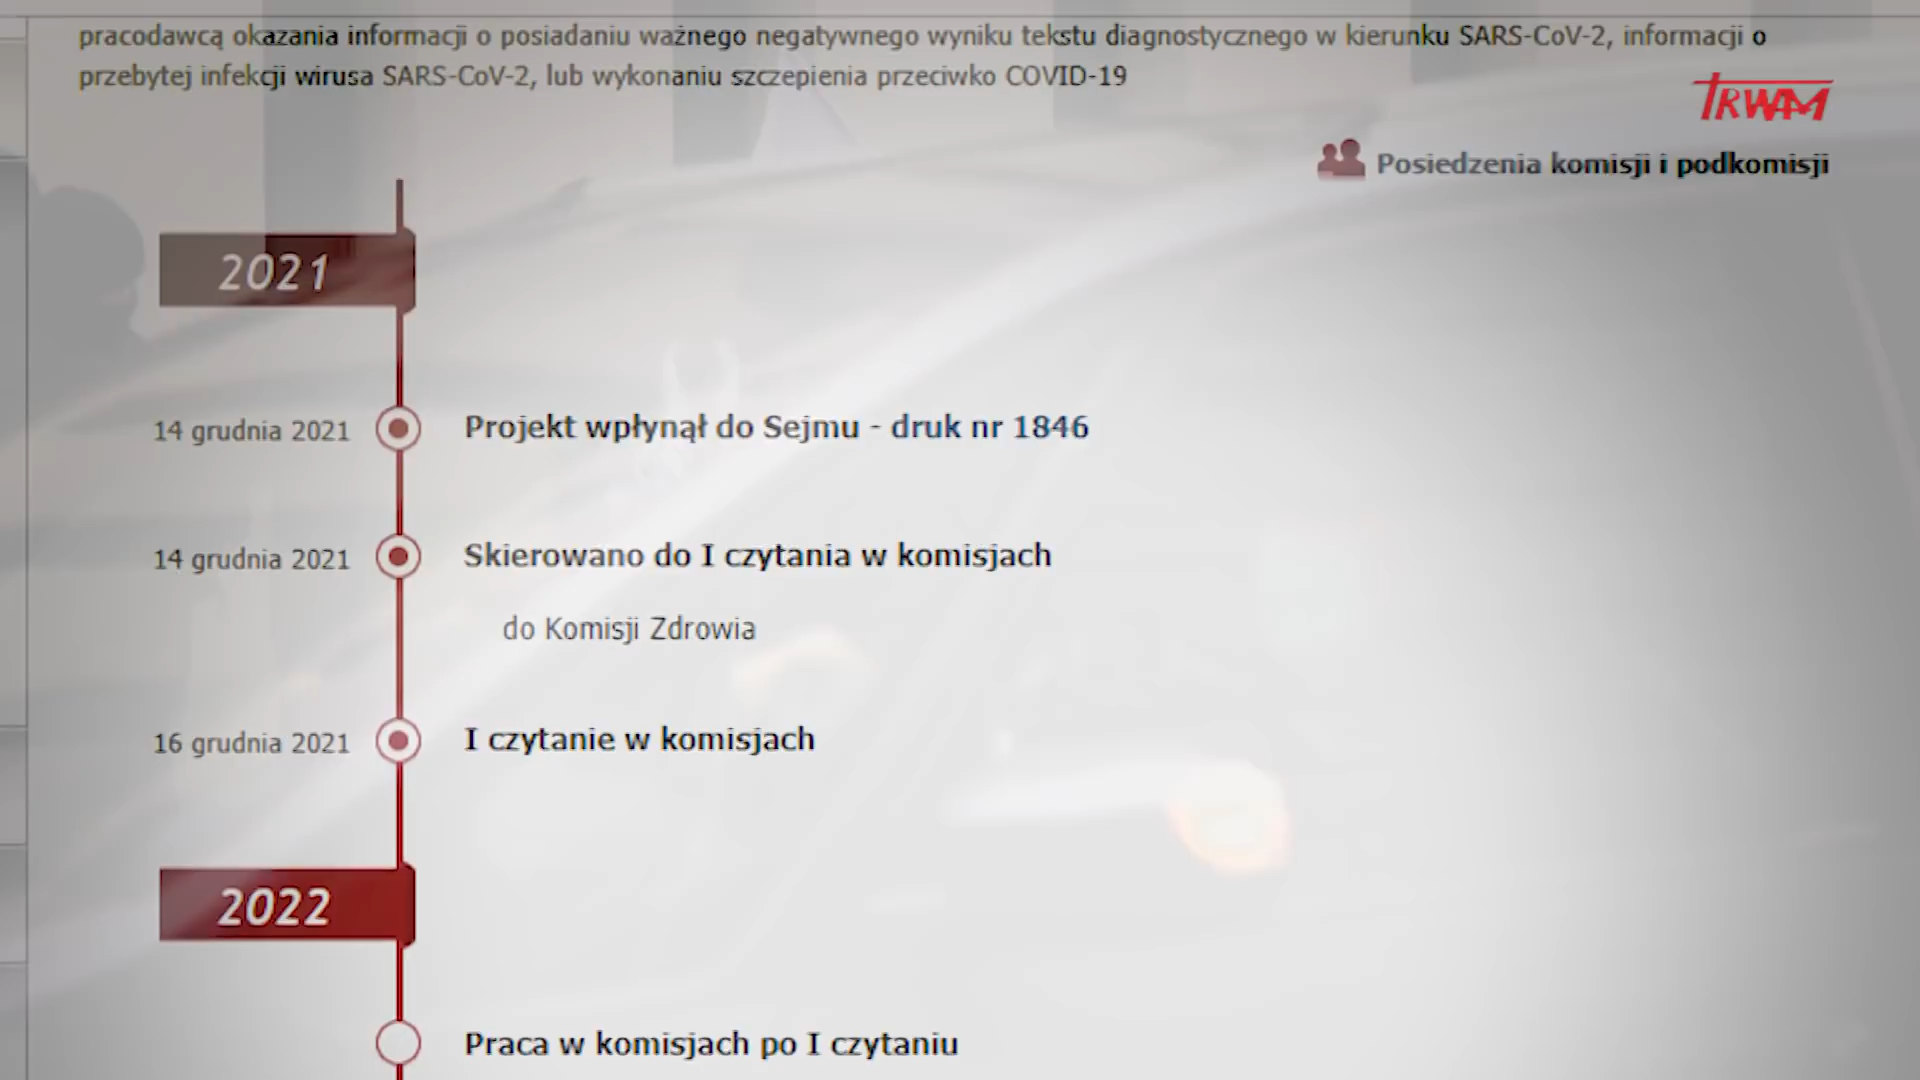 pracodawcą okazania informacji o posiadaniu ważnego negatywnego wyniku tekstu diagnostycznego w kierunku SARS-CoV-2, informacji o
przebytej infekcji wirusa SARS-CoV-2, lub wykonaniu szczepienia przeciwko COVID-19
TRWAM
Posiedzenia komisji i podkomisji
2021
14 grudnia 2021 Projekt wpłynął do Sejmu - druk nr 1846
14 grudnia 2021 Skierowano do I czytania w komisjach
do Komisji Zdrowia
16 grudnia 2021 I czytanie w komisjach
2022
Praca w komisjach po I czytaniu